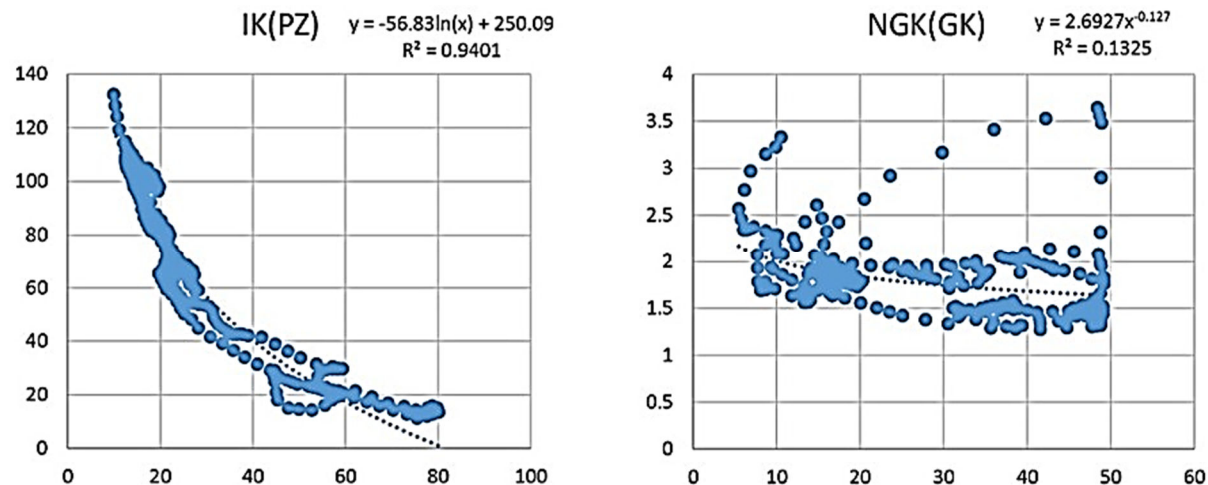 IK(PZ)
y = -56.83ln(x) + 250.09
R² = 0.9401
140
120
100
80
60
40
20
0
0 20 40 60 80 100
NGK(GK)
y = 2.6927x⁻⁰·¹²⁷
R² = 0.1325
4
3.5
3
2.5
2
1.5
1
0.5
0
0 10 20 30 40 50 60